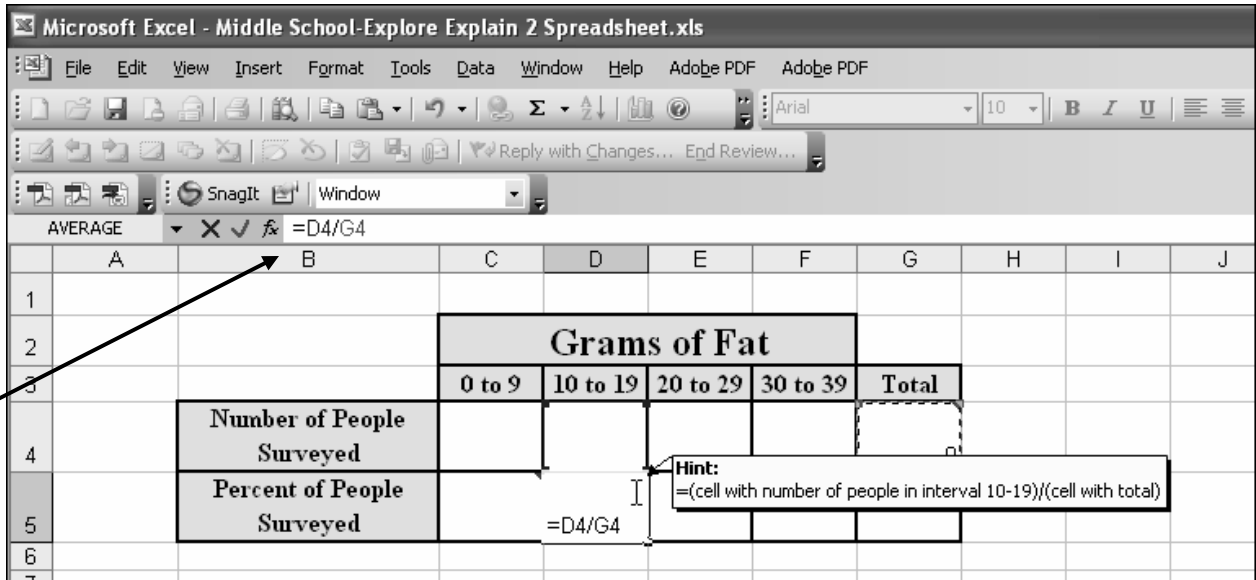 Microsoft Excel - Middle School-Explore Explain 2 Spreadsheet.xls
File Edit View Insert Format Tools Data Window Help Adobe PDF Adobe PDF
Σ Arial 10 B I U
Reply with Changes... End Review...
SnagIt Window
AVERAGE fx =D4/G4
A B C D E F G H I J
1
2 Grams of Fat
3 0 to 9 10 to 19 20 to 29 30 to 39 Total
Number of People
4 Surveyed 0
Hint:
Percent of People
=(cell with number of people in interval 10-19)/(cell with total)
5 Surveyed =D4/G4
6
7